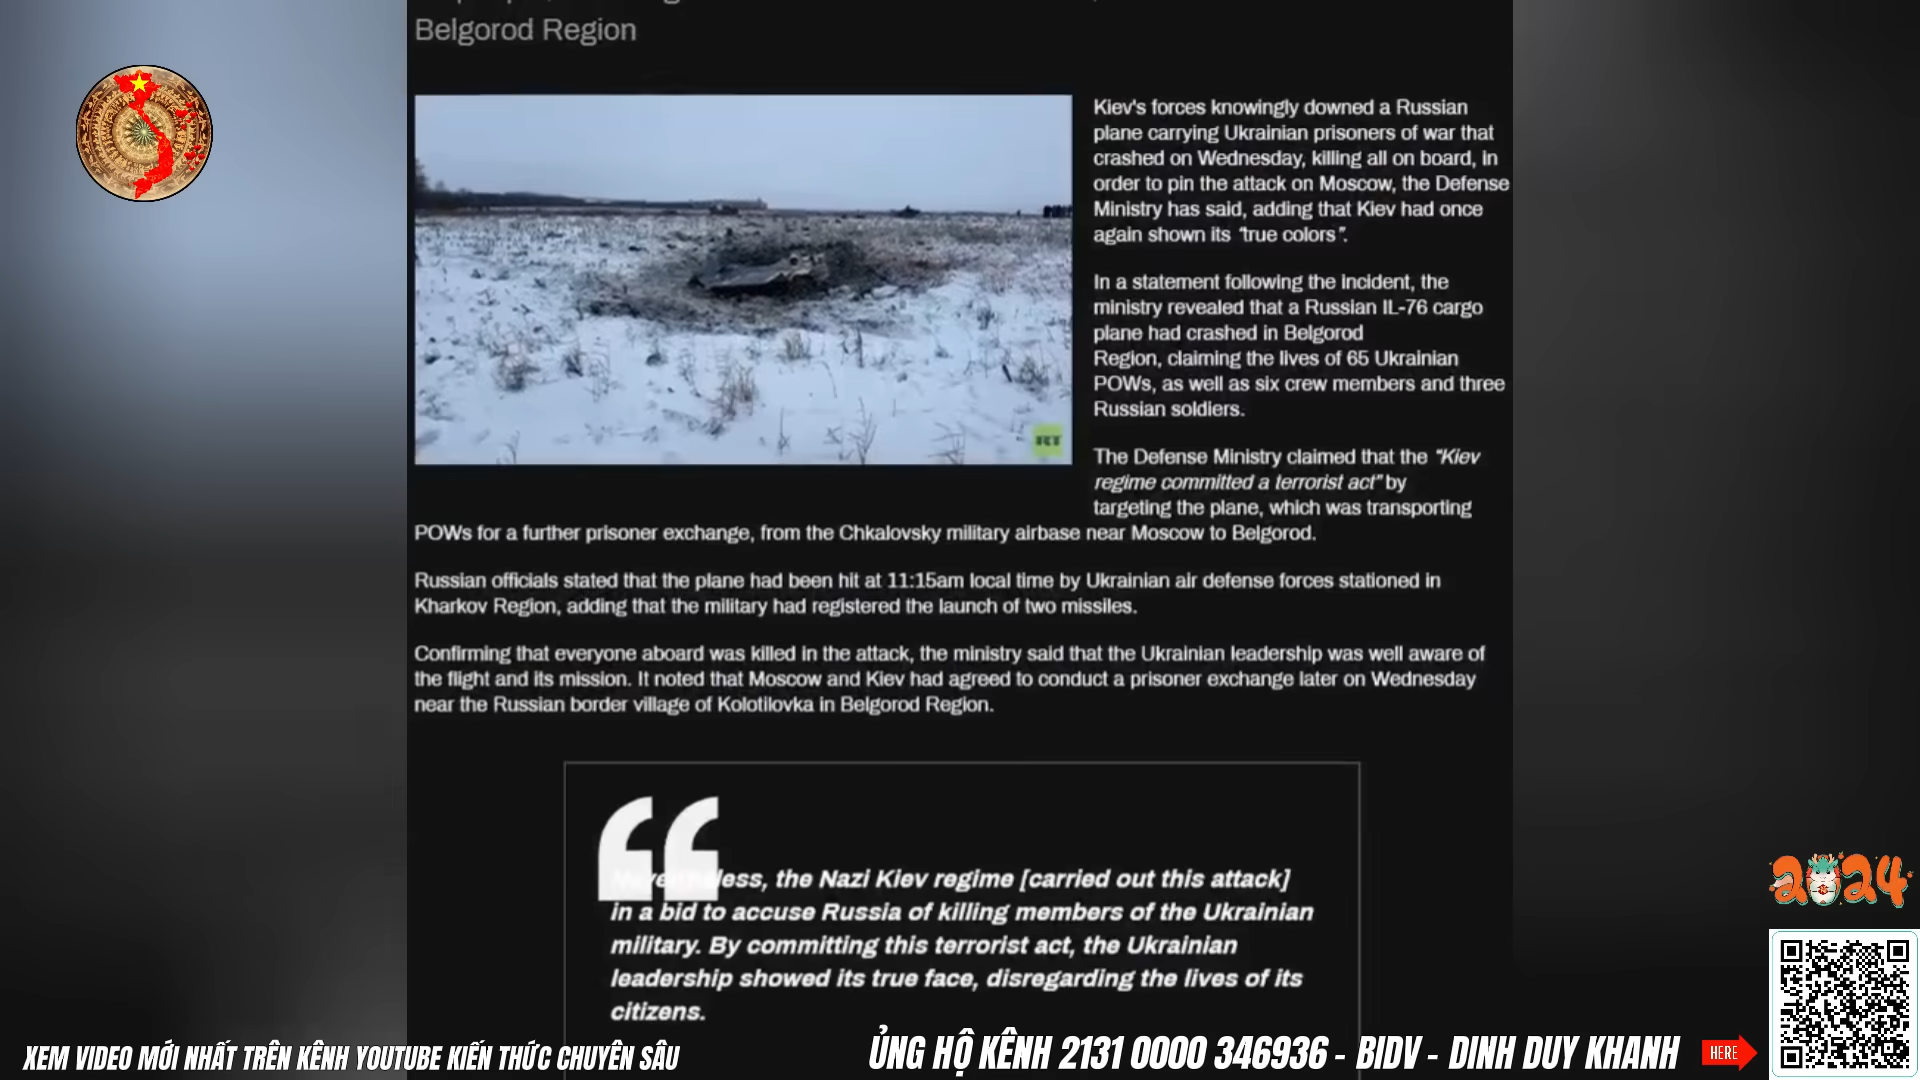 Belgorod Region
Kiev's forces knowingly downed a Russian
plane carrying Ukrainian prisoners of war that
crashed on Wednesday, killing all on board, in
order to pin the attack on Moscow, the Defense
Ministry has said, adding that Kiev had once
again shown its "true colors".
In a statement following the incident, the
ministry revealed that a Russian IL-76 cargo
plane had crashed in Belgorod
Region, claiming the lives of 65 Ukrainian
POWs, as well as six crew members and three
Russian soldiers.
The Defense Ministry claimed that the "Kiev
regime committed a terrorist act" by
targeting the plane, which was transporting
POWs for a further prisoner exchange, from the Chkalovsky military airbase near Moscow to Belgorod.
Russian officials stated that the plane had been hit at 11:15am local time by Ukrainian air defense forces stationed in
Kharkov Region, adding that the military had registered the launch of two missiles.
Confirming that everyone aboard was killed in the attack, the ministry said that the Ukrainian leadership was well aware of
the flight and its mission. It noted that Moscow and Kiev had agreed to conduct a prisoner exchange later on Wednesday
near the Russian border village of Kolotilovka in Belgorod Region.
RT
the Nazi Kiev regime [carried out this attack]
in a bid to accuse Russia of killing members of the Ukrainian
military. By committing this terrorist act, the Ukrainian
leadership showed its true face, disregarding the lives of its
citizens.
2024
XEM VIDEO MỚI NHẤT TRÊN KÊNH YOUTUBE KIẾN THỨC CHUYÊN SÂU
ỦNG HỘ KÊNH 2131 0000 346936 - BIDV - DINH DUY KHANH
HERE